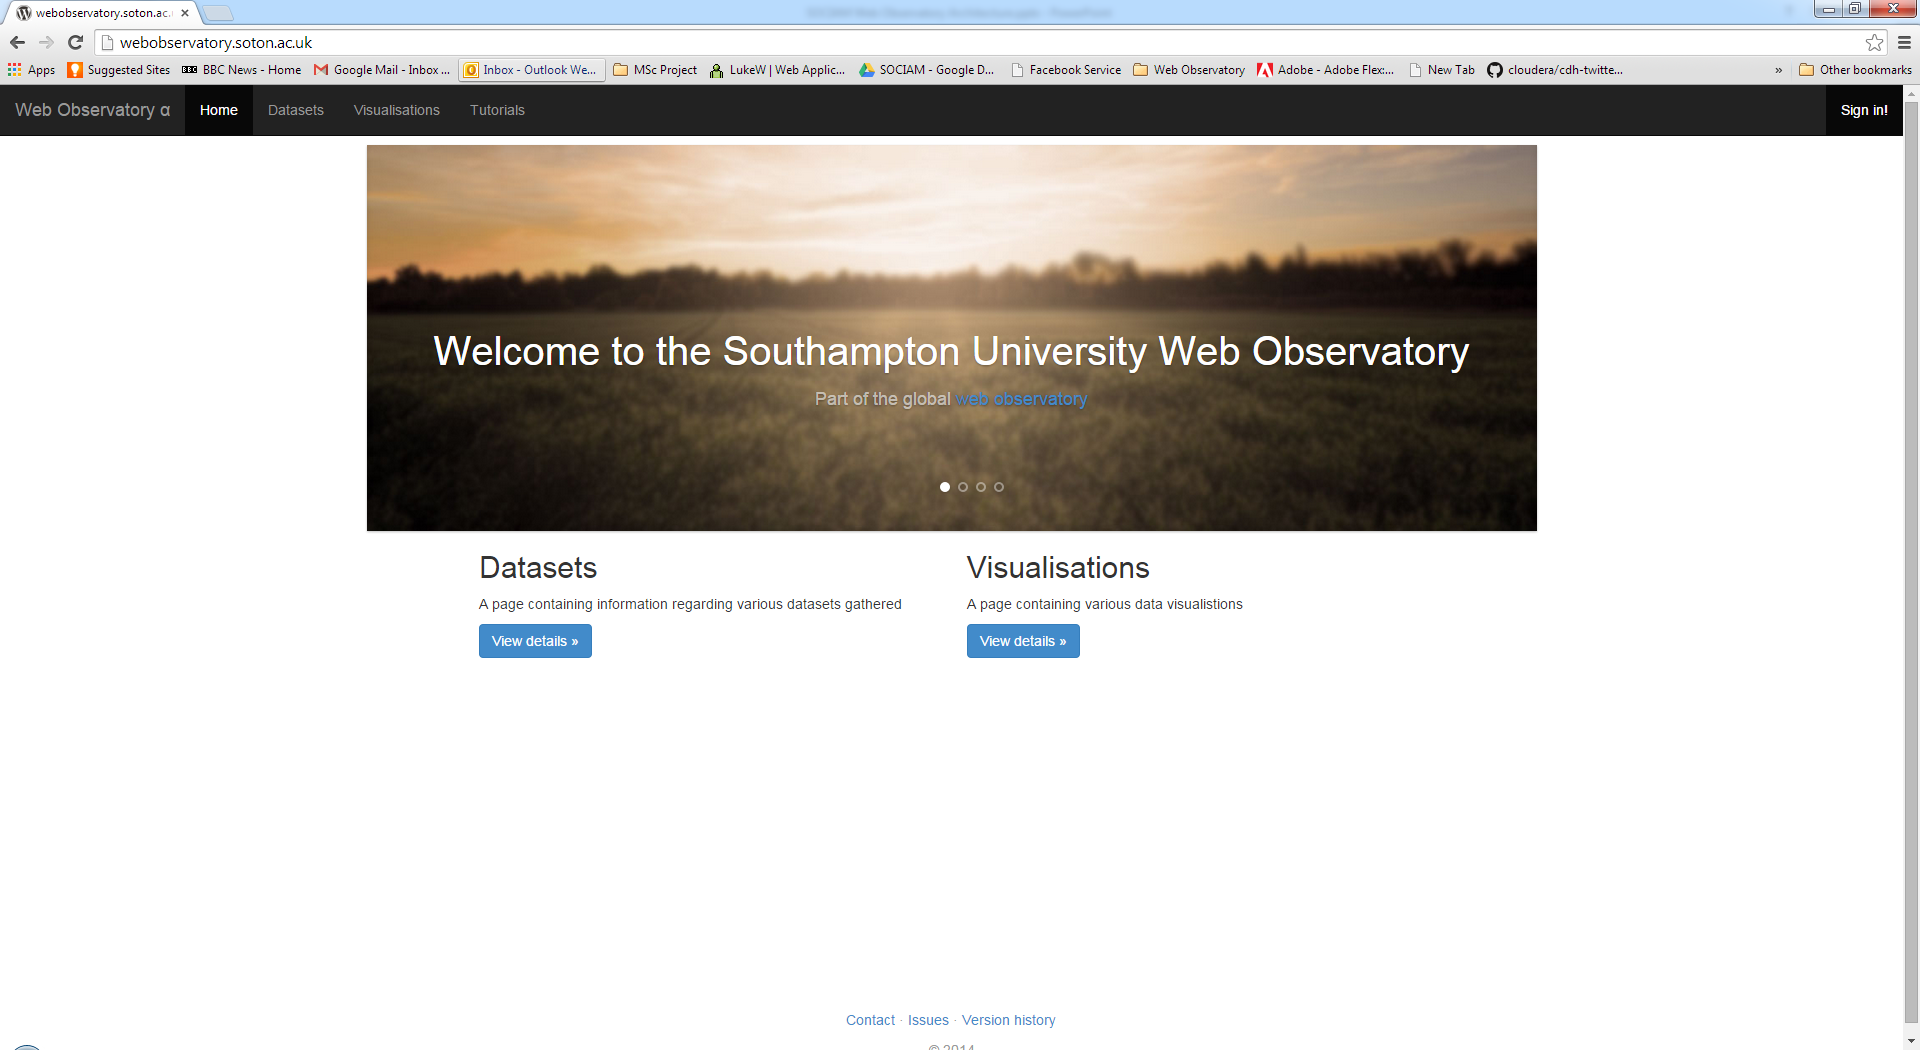 webobservatory.soton.ac.
webobservatory.soton.ac.uk
Apps Suggested Sites BBC News - Home Google Mail - Inbox ... Inbox - Outlook We... MSc Project LukeW | Web Applic... SOCIAM - Google D... Facebook Service Web Observatory Adobe - Adobe Flex:... New Tab cloudera/cdh-twitte... » Other bookmarks
Web Observatory α Home Datasets Visualisations Tutorials Sign in!
Welcome to the Southampton University Web Observatory
Part of the global web observatory
Datasets
A page containing information regarding various datasets gathered
View details »
Visualisations
A page containing various data visualistions
View details »
Contact · Issues · Version history
© 2014